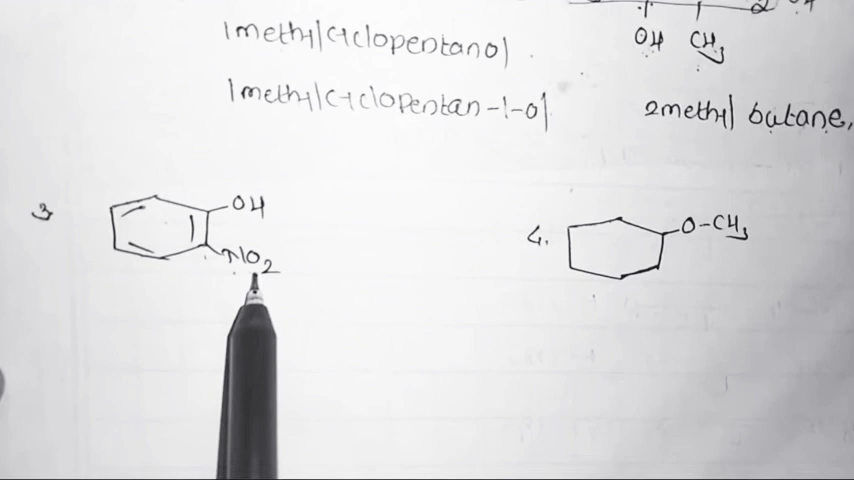 OH CH3
1methylcyclopentanol
1methylcyclopentan-1-ol
2methyl butane,
3
OH
NO2
4.
O-CH3